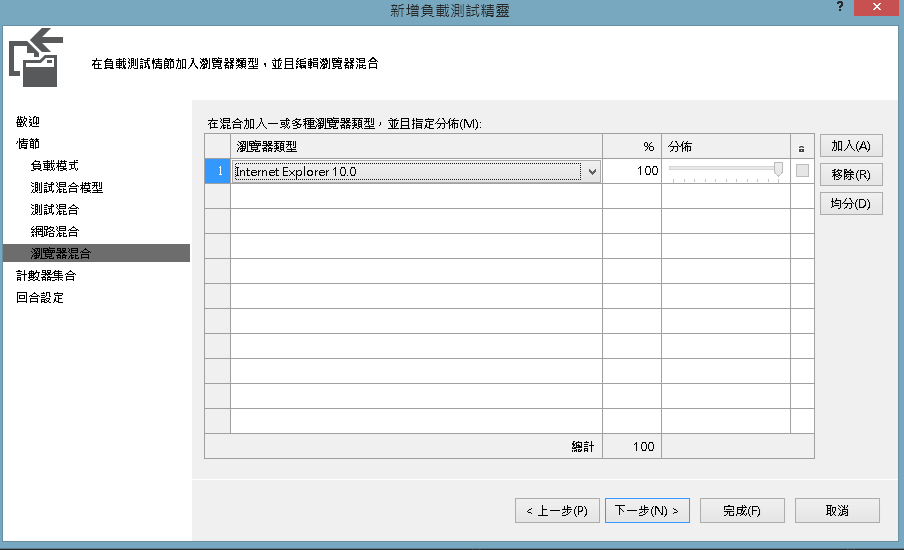 新增負載測試精靈
?
在負載測試情節加入瀏覽器類型，並且編輯瀏覽器混合
歡迎
情節
負載模式
測試混合模型
測試混合
網路混合
瀏覽器混合
計數器集合
回合設定
在混合加入一或多種瀏覽器類型，並且指定分佈(M):
瀏覽器類型 % 分佈
1 Internet Explorer 10.0 100
總計 100
加入(A)
移除(R)
均分(D)
< 上一步(P) 下一步(N) > 完成(F) 取消